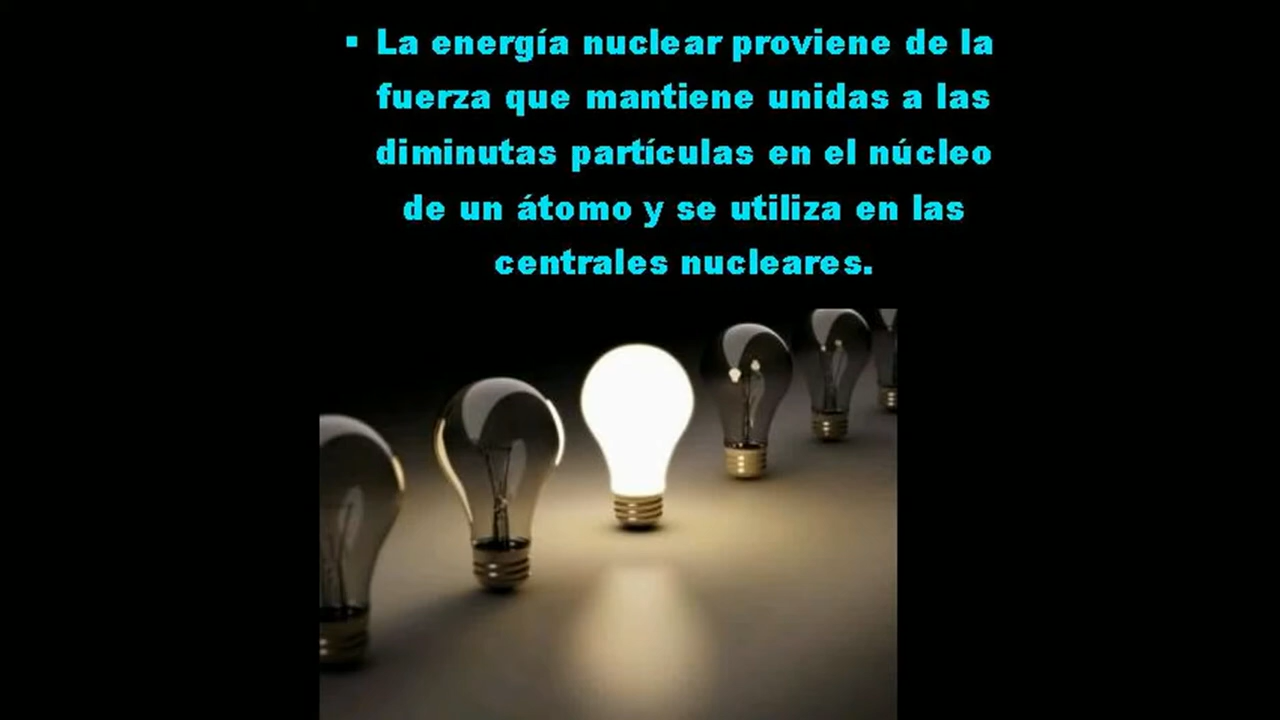 ▪ La energía nuclear proviene de la
fuerza que mantiene unidas a las
diminutas partículas en el núcleo
de un átomo y se utiliza en las
centrales nucleares.